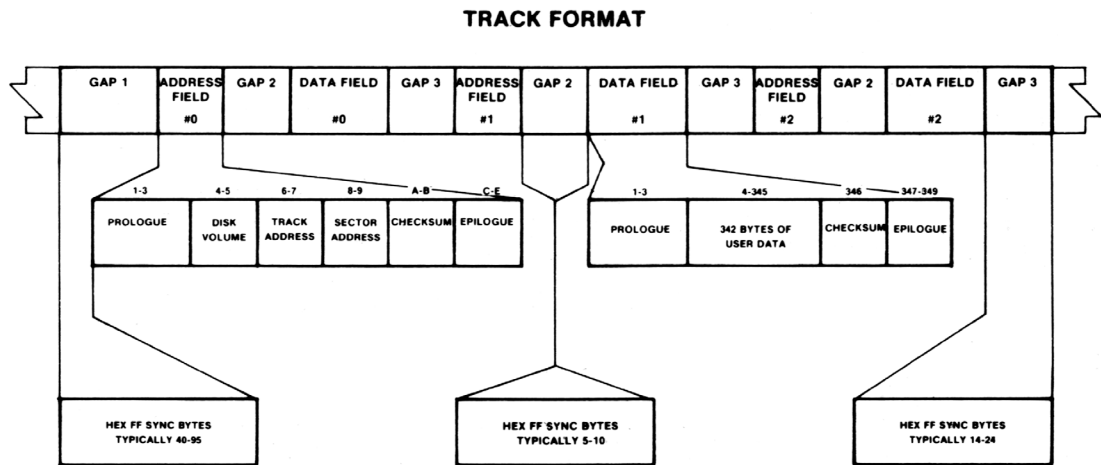 TRACK FORMAT
GAP 1
ADDRESS
FIELD
#0
GAP 2
DATA FIELD
#0
GAP 3
ADDRESS
FIELD
#1
GAP 2
DATA FIELD
#1
GAP 3
ADDRESS
FIELD
#2
GAP 2
DATA FIELD
#2
GAP 3
1-3
4-5
6-7
8-9
A-B
C-E
PROLOGUE
DISK
VOLUME
TRACK
ADDRESS
SECTOR
ADDRESS
CHECKSUM
EPILOGUE
1-3
4-345
346
347-349
PROLOGUE
342 BYTES OF
USER DATA
CHECKSUM
EPILOGUE
HEX FF SYNC BYTES
TYPICALLY 40-95
HEX FF SYNC BYTES
TYPICALLY 5-10
HEX FF SYNC BYTES
TYPICALLY 14-24